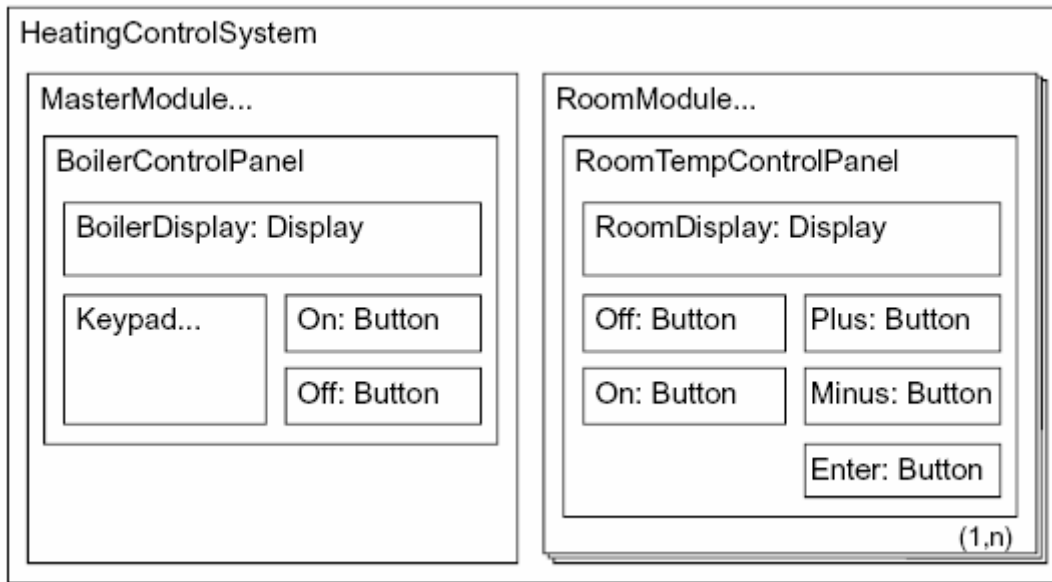 HeatingControlSystem
MasterModule...
BoilerControlPanel
BoilerDisplay: Display
Keypad...
On: Button
Off: Button
RoomModule...
RoomTempControlPanel
RoomDisplay: Display
Off: Button
Plus: Button
On: Button
Minus: Button
Enter: Button
(1,n)